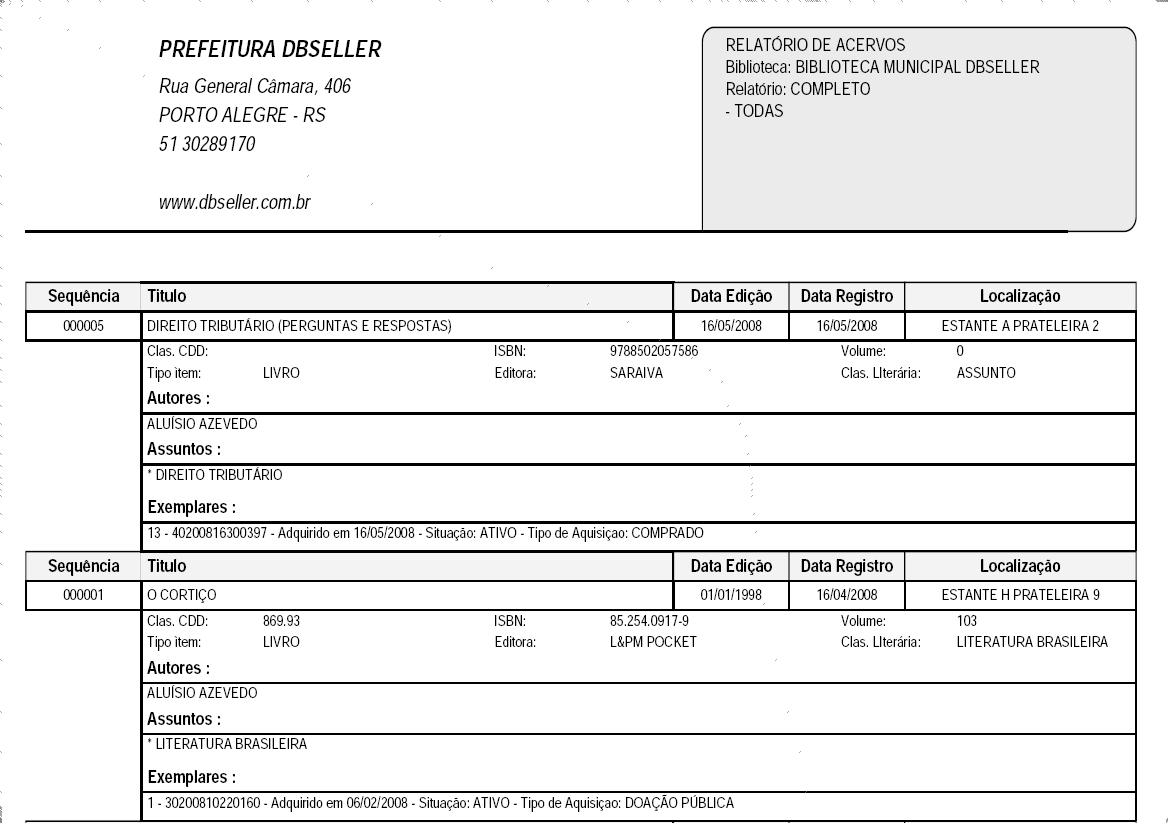 PREFEITURA DBSELLER
Rua General Câmara, 406
PORTO ALEGRE - RS
51 30289170
www.dbseller.com.br
RELATÓRIO DE ACERVOS
Biblioteca: BIBLIOTECA MUNICIPAL DBSELLER
Relatório: COMPLETO
- TODAS
Sequência Titulo Data Edição Data Registro Localização
000005 DIREITO TRIBUTÁRIO (PERGUNTAS E RESPOSTAS) 16/05/2008 16/05/2008 ESTANTE A PRATELEIRA 2
Clas. CDD: ISBN: 9788502057586 Volume: 0
Tipo item: LIVRO Editora: SARAIVA Clas. LIterária: ASSUNTO
Autores :
ALUÍSIO AZEVEDO
Assuntos :
* DIREITO TRIBUTÁRIO
Exemplares :
13 - 40200816300397 - Adquirido em 16/05/2008 - Situação: ATIVO - Tipo de Aquisiçao: COMPRADO
Sequência Titulo Data Edição Data Registro Localização
000001 O CORTIÇO 01/01/1998 16/04/2008 ESTANTE H PRATELEIRA 9
Clas. CDD: 869.93 ISBN: 85.254.0917-9 Volume: 103
Tipo item: LIVRO Editora: L&PM POCKET Clas. LIterária: LITERATURA BRASILEIRA
Autores :
ALUÍSIO AZEVEDO
Assuntos :
* LITERATURA BRASILEIRA
Exemplares :
1 - 30200810220160 - Adquirido em 06/02/2008 - Situação: ATIVO - Tipo de Aquisiçao: DOAÇÃO PÚBLICA